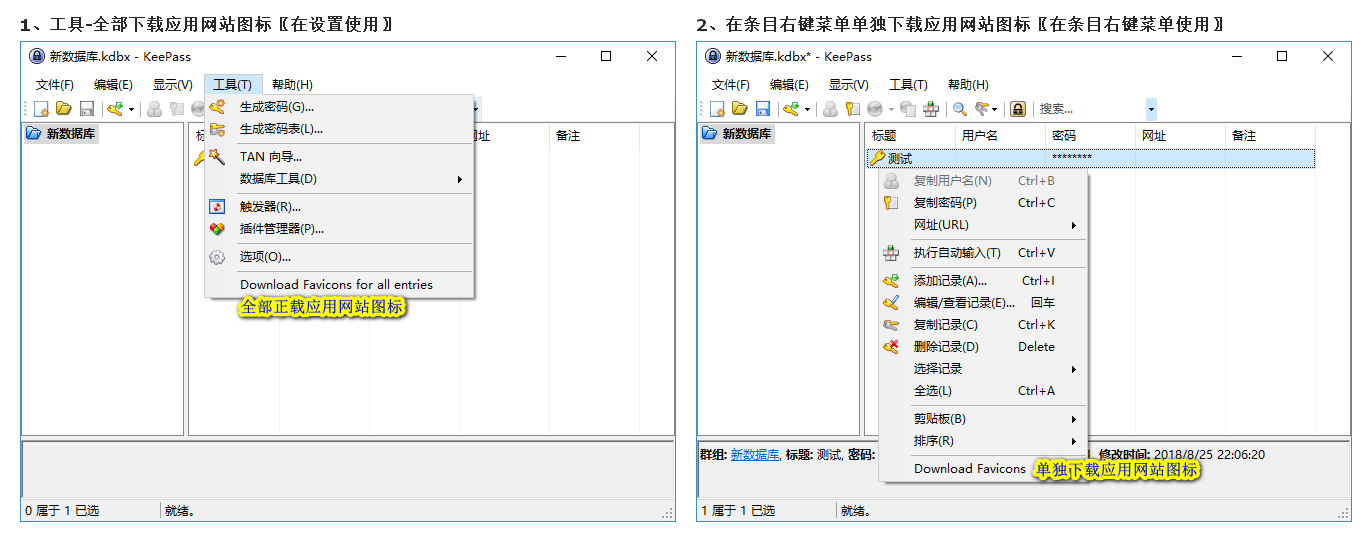 1、工具-全部下载应用网站图标〖在设置使用〗
新数据库.kdbx - KeePass
文件(F) 编辑(E) 显示(V) 工具(T) 帮助(H)
新数据库
网址 备注
生成密码(G)...
生成密码表(L)...
TAN 向导...
数据库工具(D)
触发器(R)...
插件管理器(P)...
选项(O)...
Download Favicons for all entries
全部正载应用网站图标
0 属于 1 已选 就绪。
2、在条目右键菜单单独下载应用网站图标〖在条目右键菜单使用〗
新数据库.kdbx* - KeePass
文件(F) 编辑(E) 显示(V) 工具(T) 帮助(H)
搜索...
新数据库
标题 用户名 密码 网址 备注
测试 ********
复制用户名(N) Ctrl+B
复制密码(P) Ctrl+C
网址(URL)
执行自动输入(T) Ctrl+V
添加记录(A)... Ctrl+I
编辑/查看记录(E)... 回车
复制记录(C) Ctrl+K
删除记录(D) Delete
选择记录
全选(L) Ctrl+A
剪贴板(B)
排序(R)
Download Favicons
单独下载应用网站图标
群组: 新数据库, 标题: 测试, 密码: 修改时间: 2018/8/25 22:06:20
1 属于 1 已选 就绪。